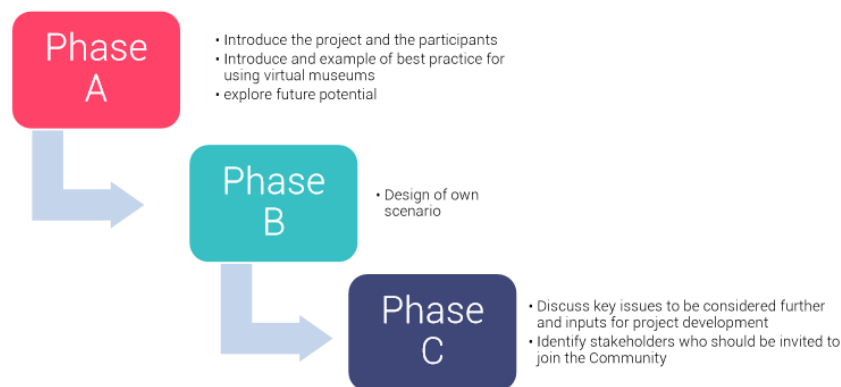 Phase
A
• Introduce the project and the participants
• Introduce and example of best practice for
using virtual museums
• explore future potential
Phase
B
• Design of own
scenario
Phase
C
• Discuss key issues to be considered further
and inputs for project development
• Identify stakeholders who should be invited to
join the Community